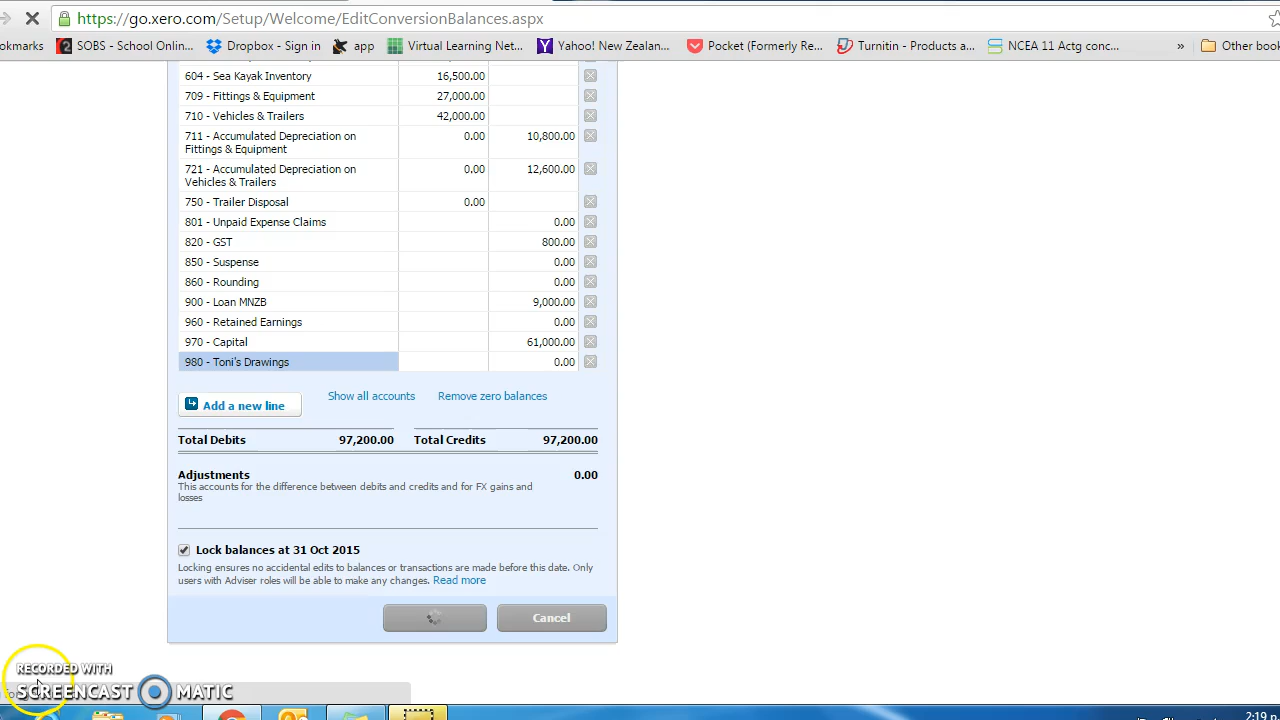 https://go.xero.com/Setup/Welcome/EditConversionBalances.aspx
okmarks SOBS - School Onlin... Dropbox - Sign in app Virtual Learning Net... Yahoo! New Zealan... Pocket (Formerly Re... Turnitin - Products a... NCEA 11 Actg conc... » Other book
604 - Sea Kayak Inventory 16,500.00
709 - Fittings & Equipment 27,000.00
710 - Vehicles & Trailers 42,000.00
711 - Accumulated Depreciation on 0.00 10,800.00
Fittings & Equipment
721 - Accumulated Depreciation on 0.00 12,600.00
Vehicles & Trailers
750 - Trailer Disposal 0.00
801 - Unpaid Expense Claims 0.00
820 - GST 800.00
850 - Suspense 0.00
860 - Rounding 0.00
900 - Loan MNZB 9,000.00
960 - Retained Earnings 0.00
970 - Capital 61,000.00
980 - Toni's Drawings 0.00
Add a new line Show all accounts Remove zero balances
Total Debits 97,200.00 Total Credits 97,200.00
Adjustments 0.00
This accounts for the difference between debits and credits and for FX gains and
losses
Lock balances at 31 Oct 2015
Locking ensures no accidental edits to balances or transactions are made before this date. Only
users with Adviser roles will be able to make any changes. Read more
Cancel
RECORDED WITH
SCREENCAST MATIC
2:19